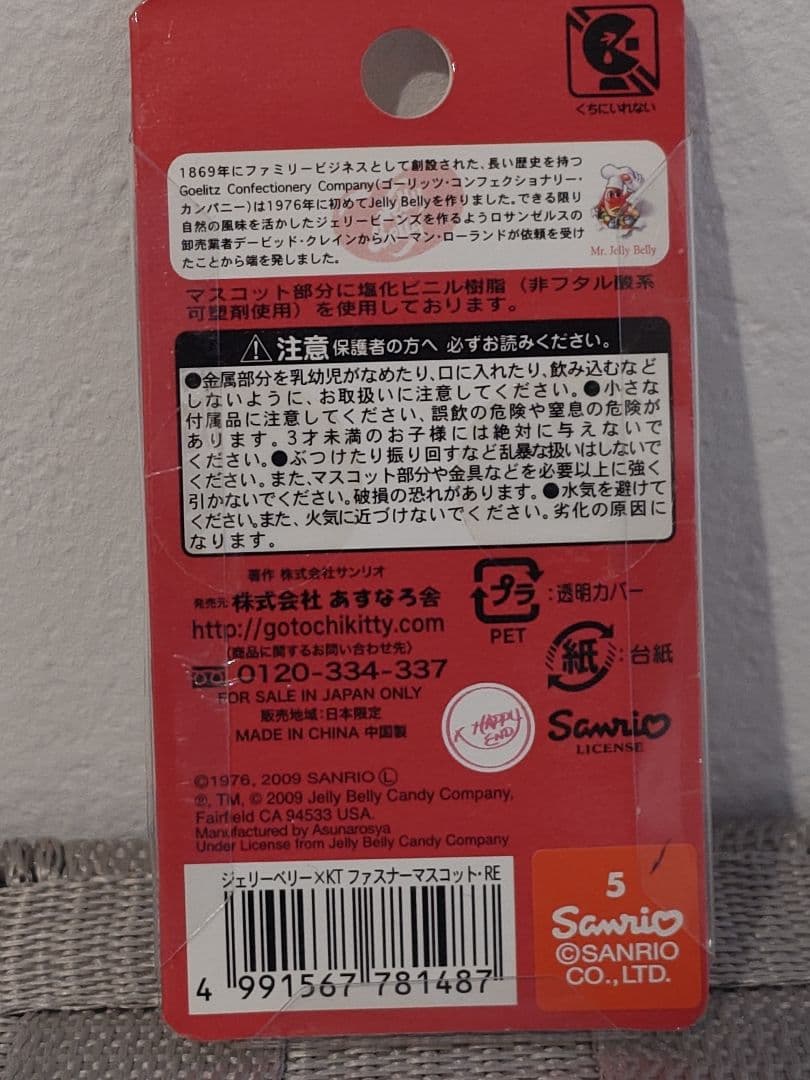 くちにいれない
1869年にファミリービジネスとして創設された、長い歴史を持つ
Goelitz Confectionery Company(ゴーリッツ・コンフェクショナリー・
カンパニー)は1976年に初めてJelly Bellyを作りました。できる限り
自然の風味を活かしたジェリービーンズを作るようロサンゼルスの
卸売業者デービッド・クレインからハーマン・ローランドが依頼を受け
たことから端を発しました。
Mr. Jelly Belly
マスコット部分に塩化ビニル樹脂(非フタル酸系
可塑剤使用)を使用しております。
注意 保護者の方へ 必ずお読みください。
●金属部分を乳幼児がなめたり、口に入れたり、飲み込むなど
しないように、お取扱いに注意してください。●小さな
付属品に注意してください、誤飲の危険や窒息の危険が
あります。3才未満のお子様には絶対に与えないで
ください。●ぶつけたり振り回すなど乱暴な扱いはしないで
ください。また、マスコット部分や金具などを必要以上に強く
引かないでください。破損の恐れがあります。●水気を避けて
ください。また、火気に近づけないでください。劣化の原因に
なります。
著作 株式会社サンリオ
発売元 株式会社 あすなろ舎
http://gotochikitty.com
(商品に関するお問い合わせ先)
0120-334-337
FOR SALE IN JAPAN ONLY
販売地域:日本限定
MADE IN CHINA 中国製
プラ :透明カバー
PET
紙 :台紙
HAPPY
END
Sanrio
LICENSE
©1976, 2009 SANRIO Ⓛ
®, TM, © 2009 Jelly Belly Candy Company,
Fairfield CA 94533 USA.
Manufactured by Asunarosya
Under License from Jelly Belly Candy Company
ジェリーベリー×KT ファスナーマスコット・RE
4 991567 781487
5
Sanrio
©SANRIO
CO., LTD.